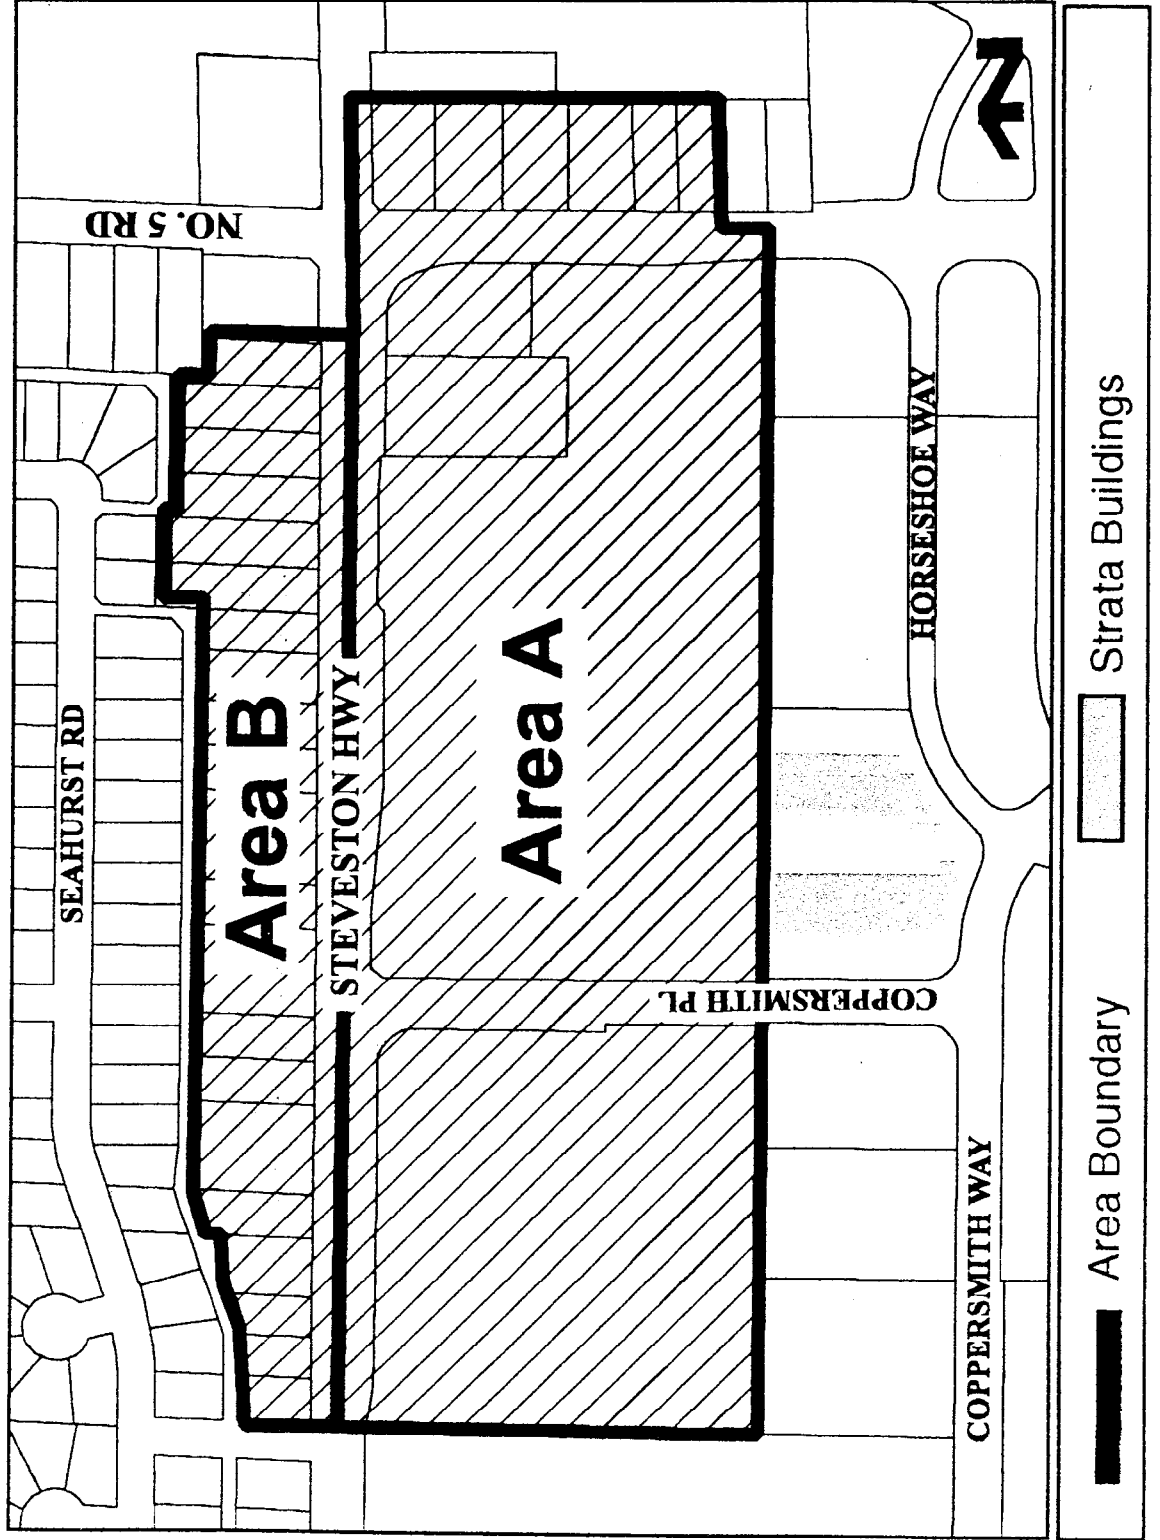 SEAHURST RD
NO. 5 RD
Area B
STEVESTON HWY
Area A
COPPERSMITH PL
HORSESHOE WAY
COPPERSMITH WAY
N
Area Boundary
Strata Buildings